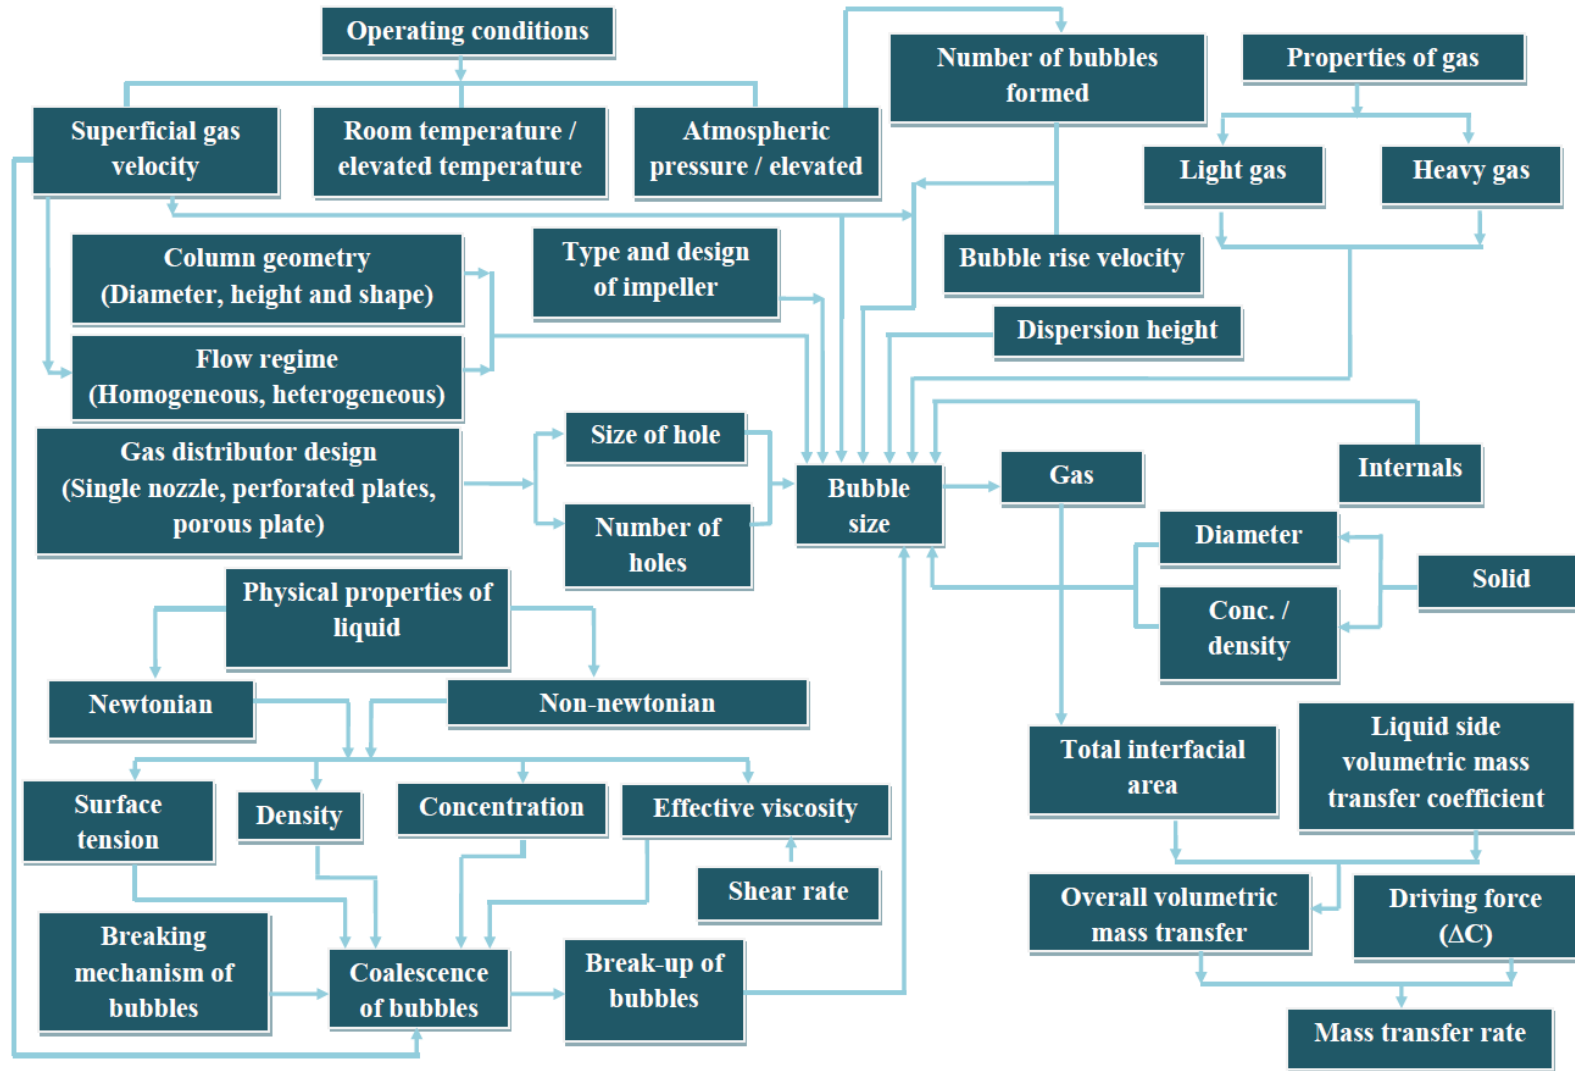 Operating conditions
Number of bubbles
formed
Properties of gas
Superficial gas
velocity
Room temperature /
elevated temperature
Atmospheric
pressure / elevated
Light gas
Heavy gas
Column geometry
(Diameter, height and shape)
Type and design
of impeller
Bubble rise velocity
Dispersion height
Flow regime
(Homogeneous, heterogeneous)
Gas distributor design
(Single nozzle, perforated plates,
porous plate)
Size of hole
Number of
holes
Bubble
size
Gas
Internals
Diameter
Conc. /
density
Solid
Physical properties of
liquid
Newtonian
Non-newtonian
Total interfacial
area
Liquid side
volumetric mass
transfer coefficient
Surface
tension
Density
Concentration
Effective viscosity
Shear rate
Overall volumetric
mass transfer
Driving force
(ΔC)
Breaking
mechanism of
bubbles
Coalescence
of bubbles
Break-up of
bubbles
Mass transfer rate